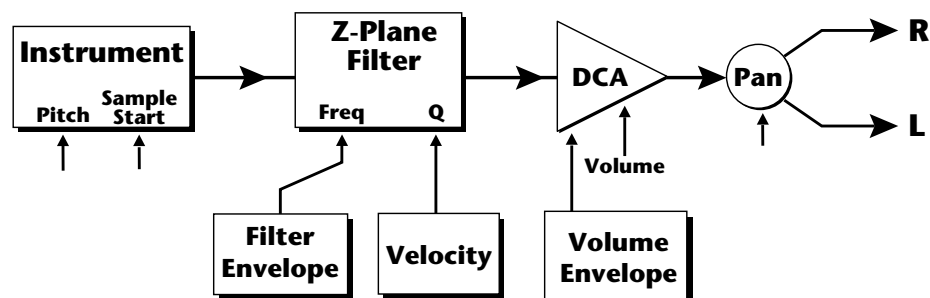 Instrument
Pitch
Sample
Start
Z-Plane
Filter
Freq
Q
DCA
Volume
Pan
R
L
Filter
Envelope
Velocity
Volume
Envelope